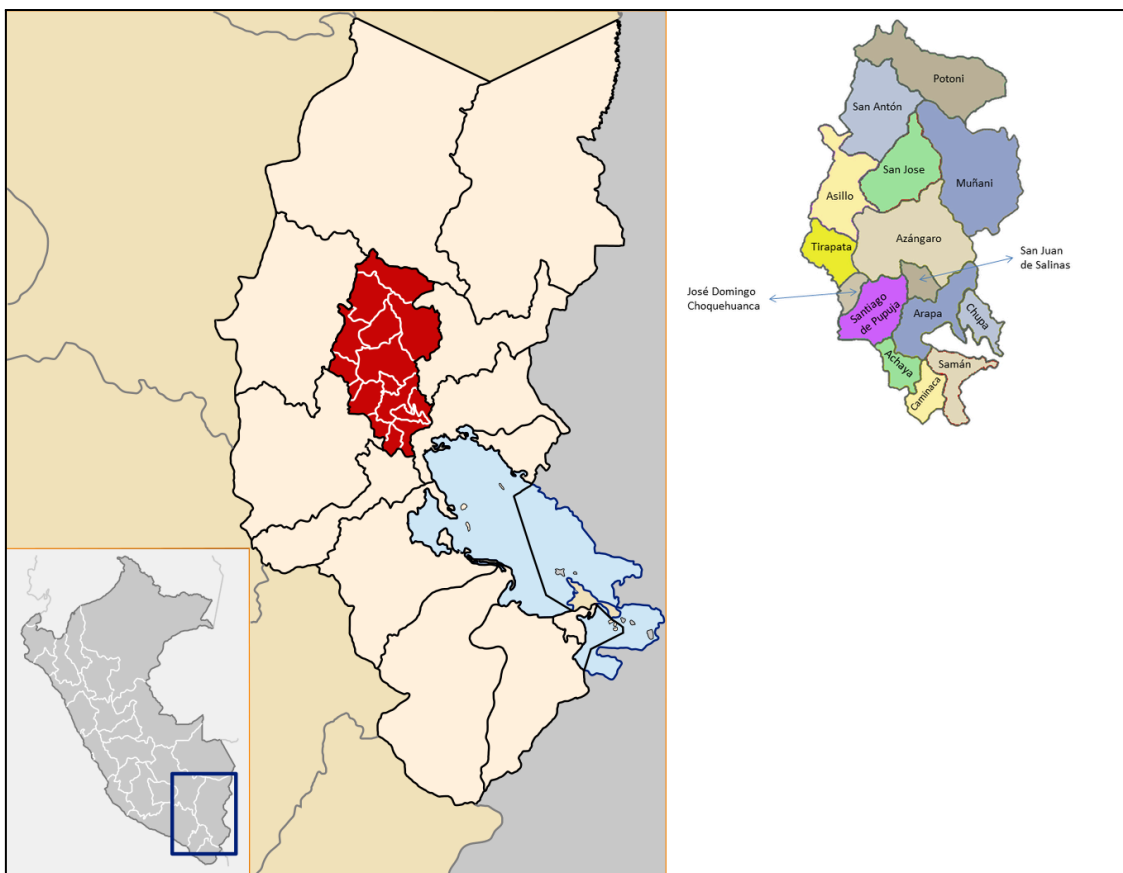 Potoni
San Antón
San Jose
Muñani
Asillo
Azángaro
Tirapata
San Juan
de Salinas
José Domingo
Choquehuanca
Santiago
de Pupuja
Arapa
Chupa
Achaya
Samán
Caminaca